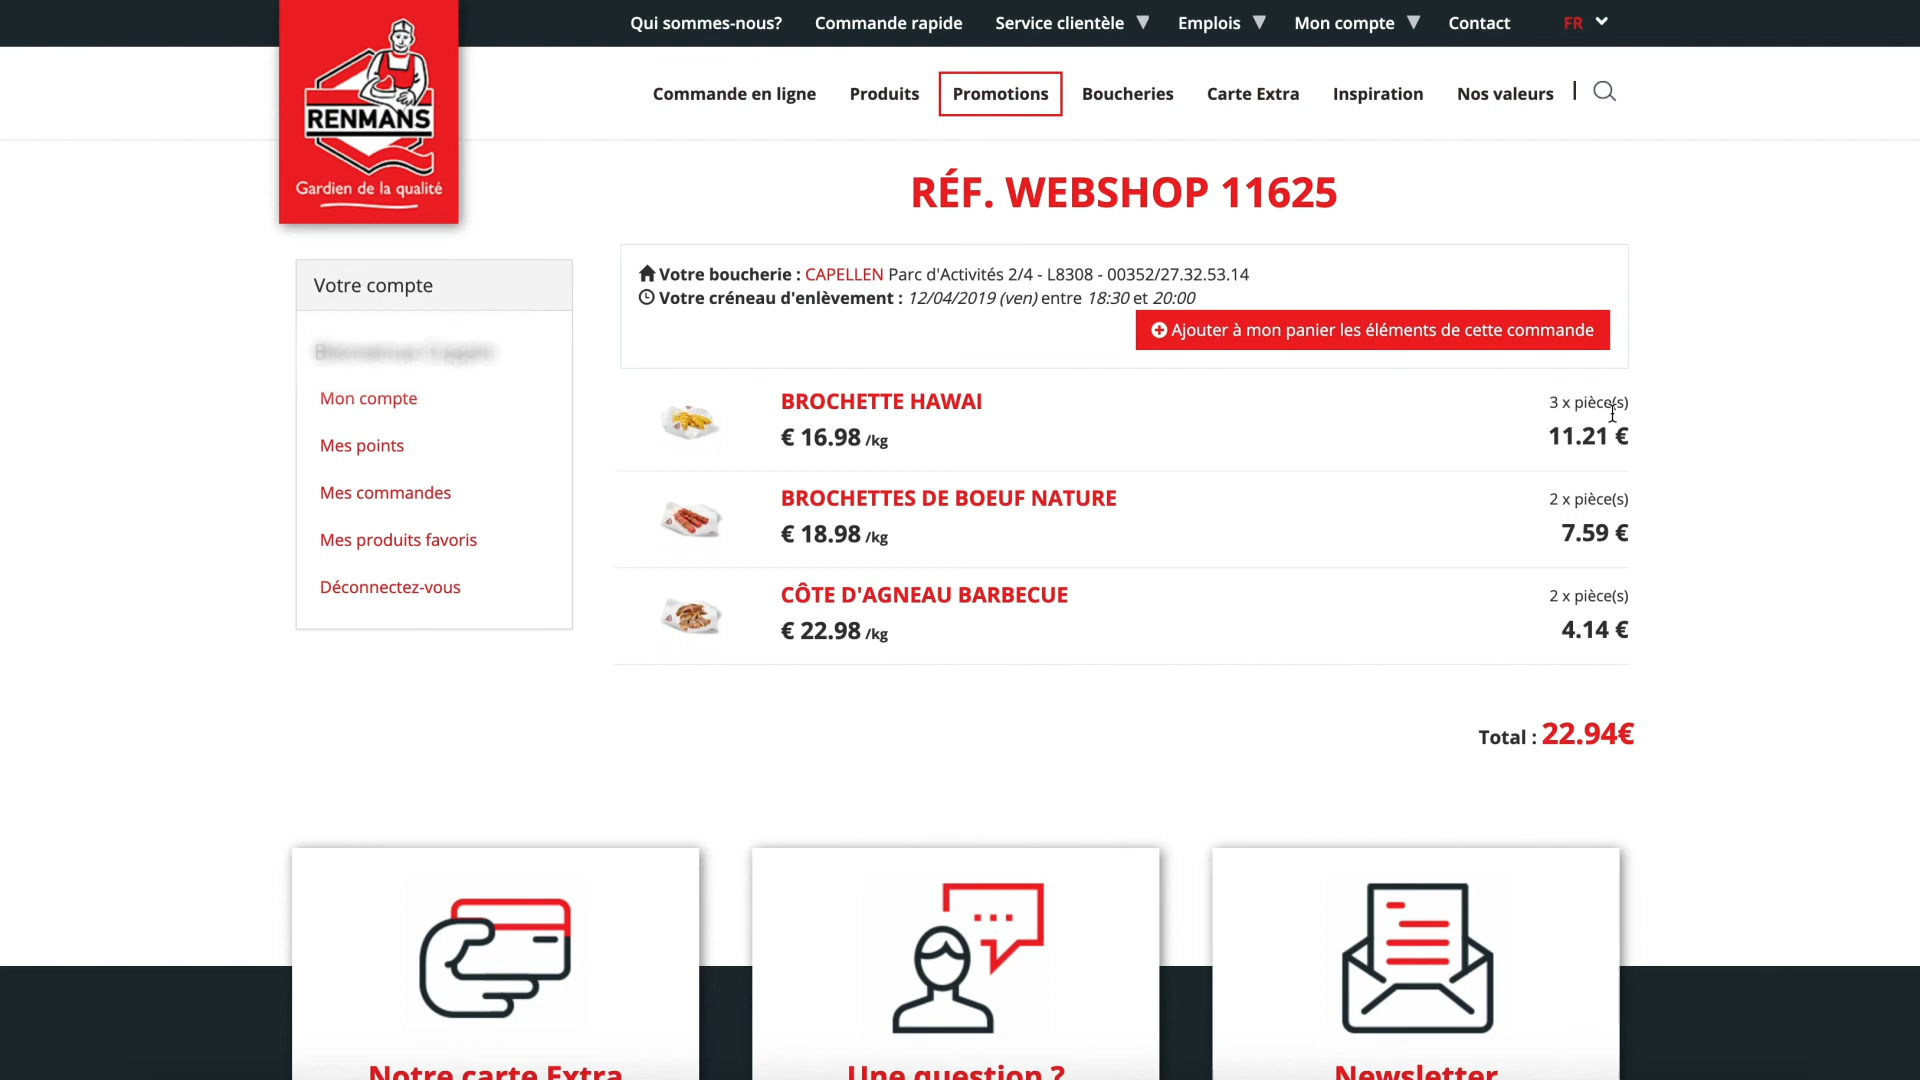 Qui sommes-nous? Commande rapide Service clientèle Emplois Mon compte Contact FR
RENMANS
Gardien de la qualité
Commande en ligne Produits Promotions Boucheries Carte Extra Inspiration Nos valeurs
RÉF. WEBSHOP 11625
Votre compte
Mon compte
Mes points
Mes commandes
Mes produits favoris
Déconnectez-vous
Votre boucherie : CAPELLEN Parc d'Activités 2/4 - L8308 - 00352/27.32.53.14
Votre créneau d'enlèvement : 12/04/2019 (ven) entre 18:30 et 20:00
Ajouter à mon panier les éléments de cette commande
BROCHETTE HAWAI
3 x pièce(s)
€ 16.98 /kg
11.21 €
BROCHETTES DE BOEUF NATURE
2 x pièce(s)
€ 18.98 /kg
7.59 €
CÔTE D'AGNEAU BARBECUE
2 x pièce(s)
€ 22.98 /kg
4.14 €
Total : 22.94€
Notre carte Extra
Une question ?
Newsletter